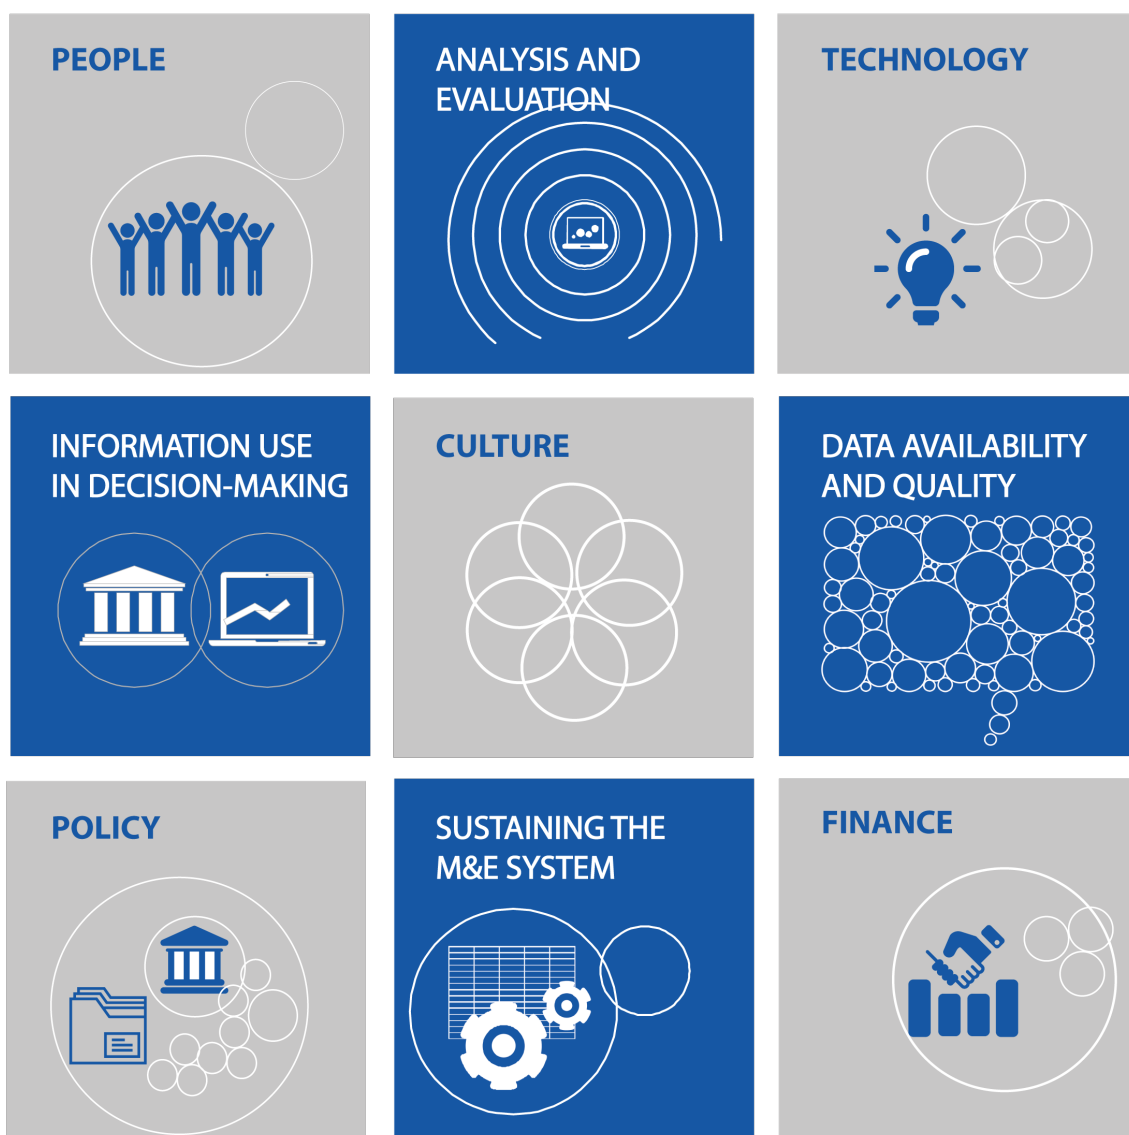 PEOPLE
ANALYSIS AND
EVALUATION
TECHNOLOGY
INFORMATION USE
IN DECISION-MAKING
CULTURE
DATA AVAILABILITY
AND QUALITY
POLICY
SUSTAINING THE
M&E SYSTEM
FINANCE